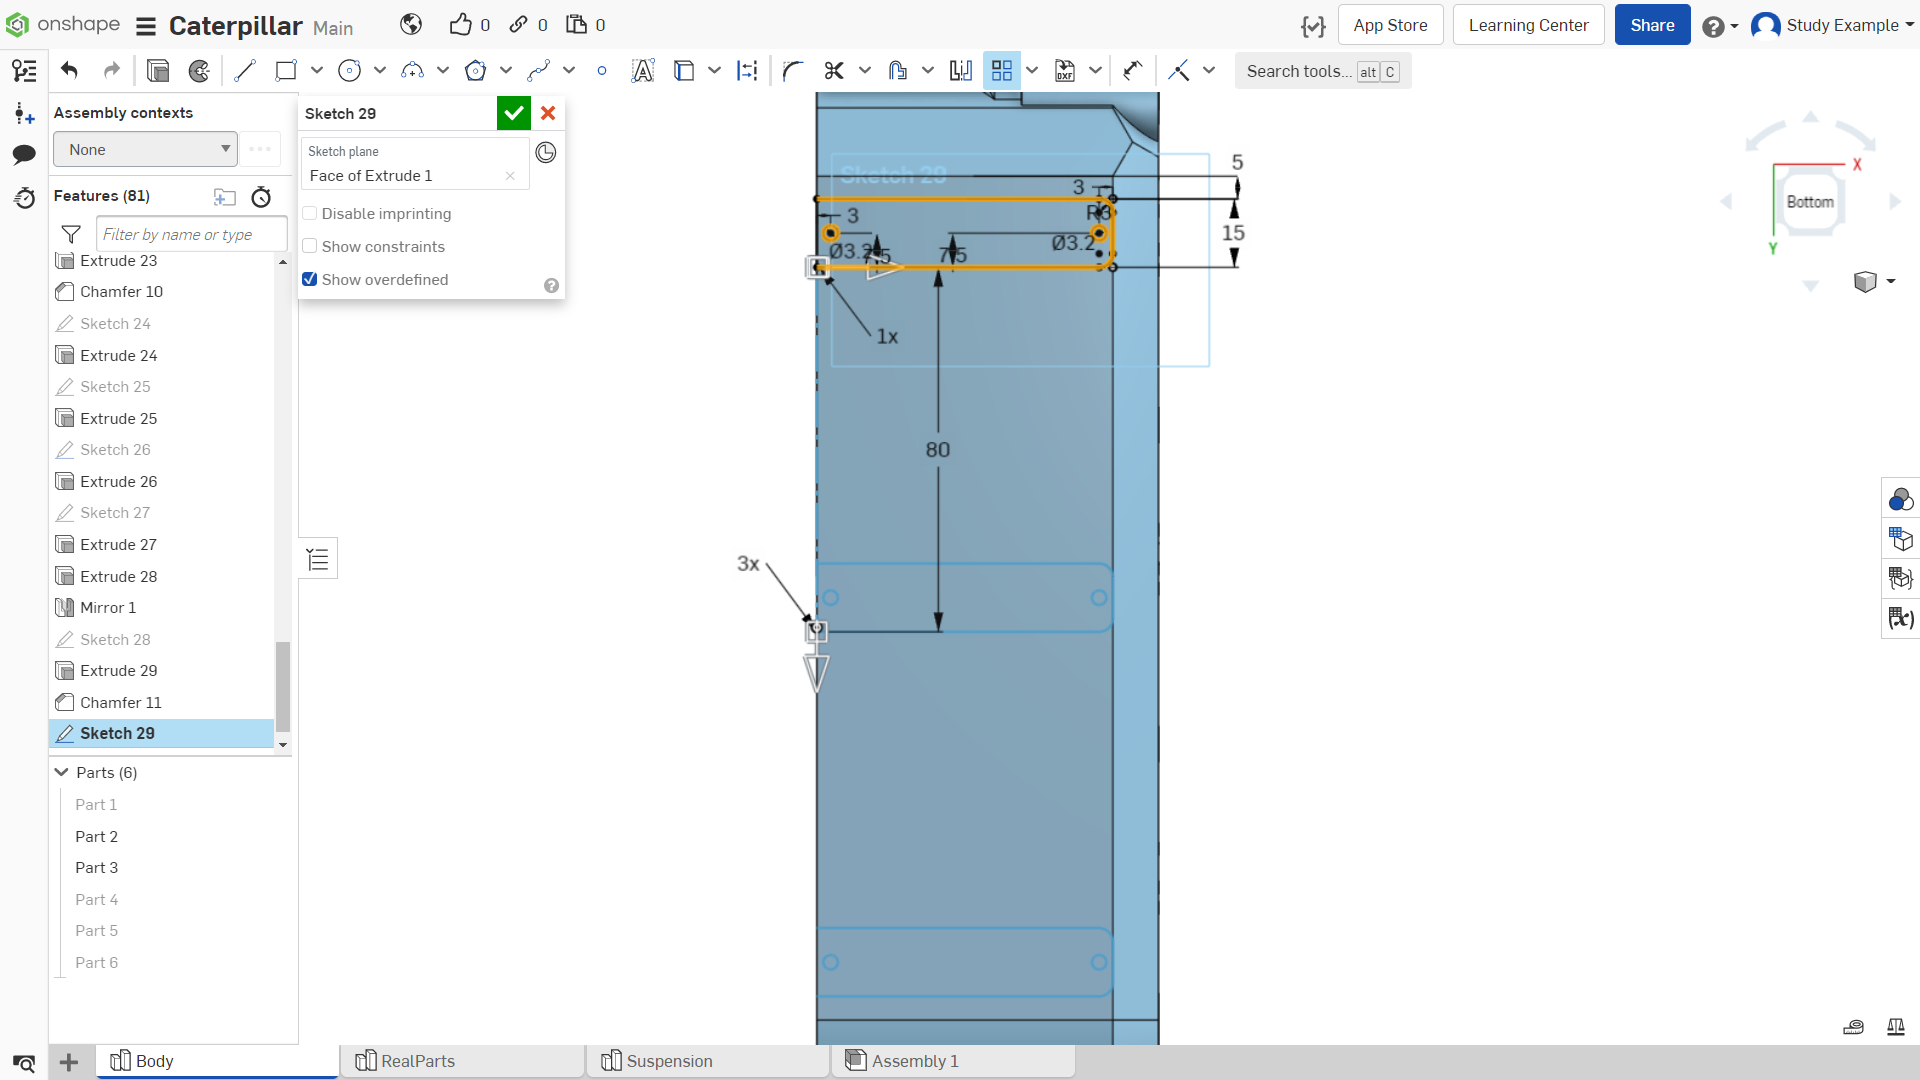 onshape
Caterpillar Main
0
0
0
App Store
Learning Center
Share
Study Example
Search tools... alt C
Assembly contexts
None
Features (81)
Filter by name or type
Extrude 23
Chamfer 10
Sketch 24
Extrude 24
Sketch 25
Extrude 25
Sketch 26
Extrude 26
Sketch 27
Extrude 27
Extrude 28
Mirror 1
Sketch 28
Extrude 29
Chamfer 11
Sketch 29
Parts (6)
Part 1
Part 2
Part 3
Part 4
Part 5
Part 6
Sketch 29
Sketch plane
Face of Extrude 1
Disable imprinting
Show constraints
Show overdefined
Sketch 29
5
3
R3
3
15
Ø3.2
7.5
7.5
Ø3.2
1x
80
3x
Bottom
X
Y
Body
RealParts
Suspension
Assembly 1